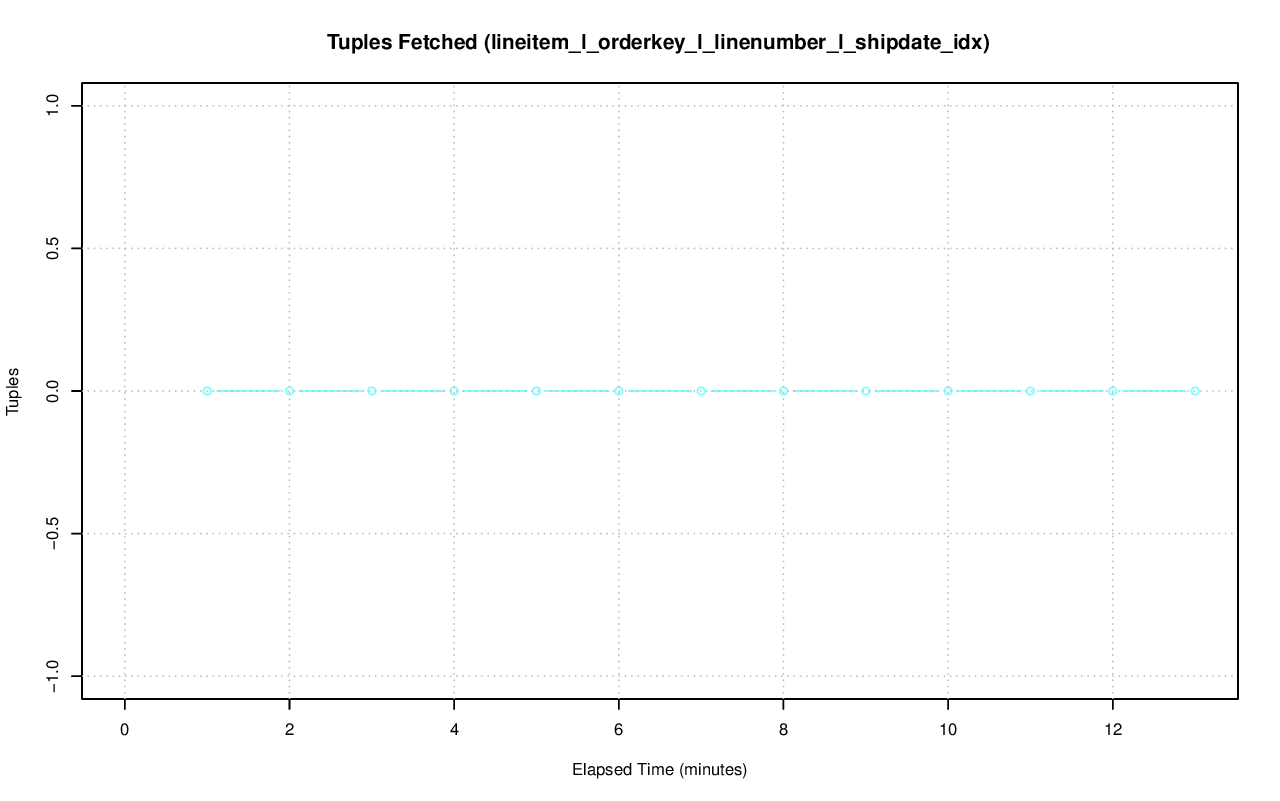 Tuples Fetched (lineitem_l_orderkey_l_linenumber_l_shipdate_idx)
1.0
0.5
0.0
−0.5
−1.0
Tuples
0 2 4 6 8 10 12
Elapsed Time (minutes)